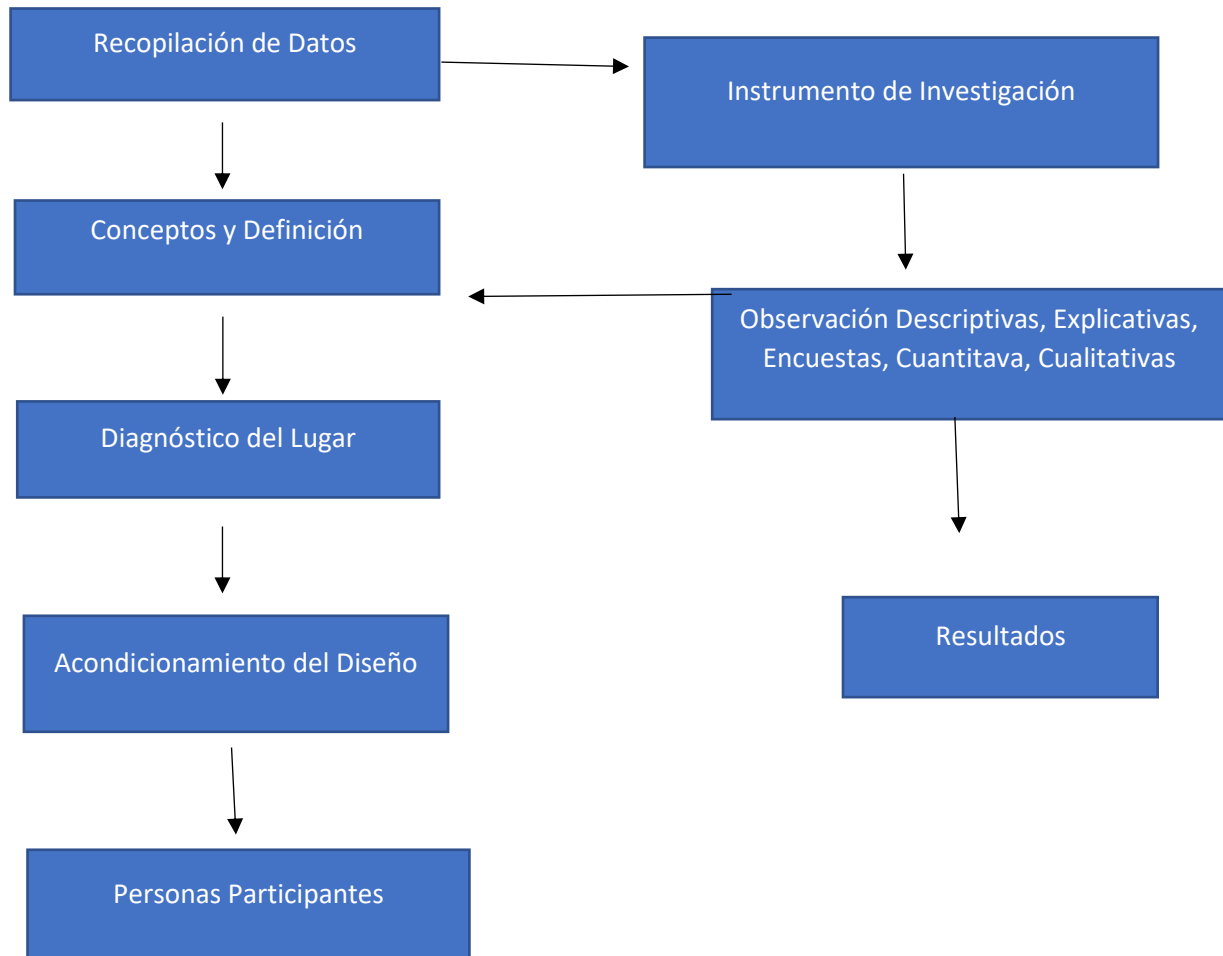 Recopilación de Datos
Instrumento de Investigación
Conceptos y Definición
Observación Descriptivas, Explicativas,
Encuestas, Cuantitava, Cualitativas
Diagnóstico del Lugar
Acondicionamiento del Diseño
Resultados
Personas Participantes